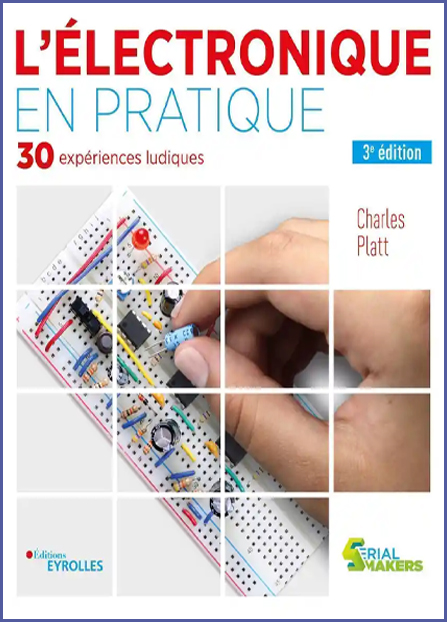 L'ÉLECTRONIQUE
EN PRATIQUE
30 expériences ludiques
3e édition
Charles
Platt
Éditions
EYROLLES
SERIAL
MAKERS